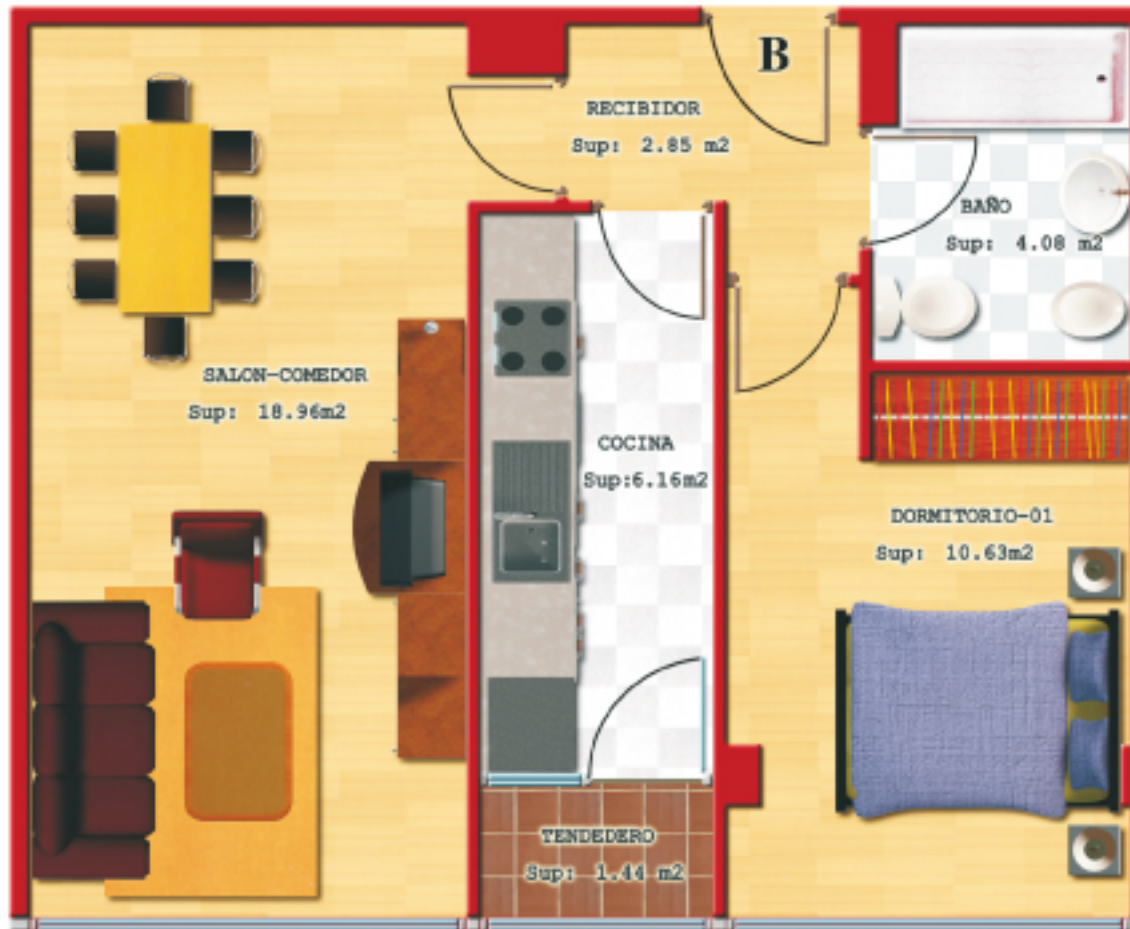 B
RECIBIDOR
Sup: 2.85 m2
BAÑO
Sup: 4.08 m2
SALON-COMEDOR
Sup: 18.96m2
COCINA
Sup:6.16m2
DORMITORIO-01
Sup: 10.63m2
TENDEDERO
Sup: 1.44 m2